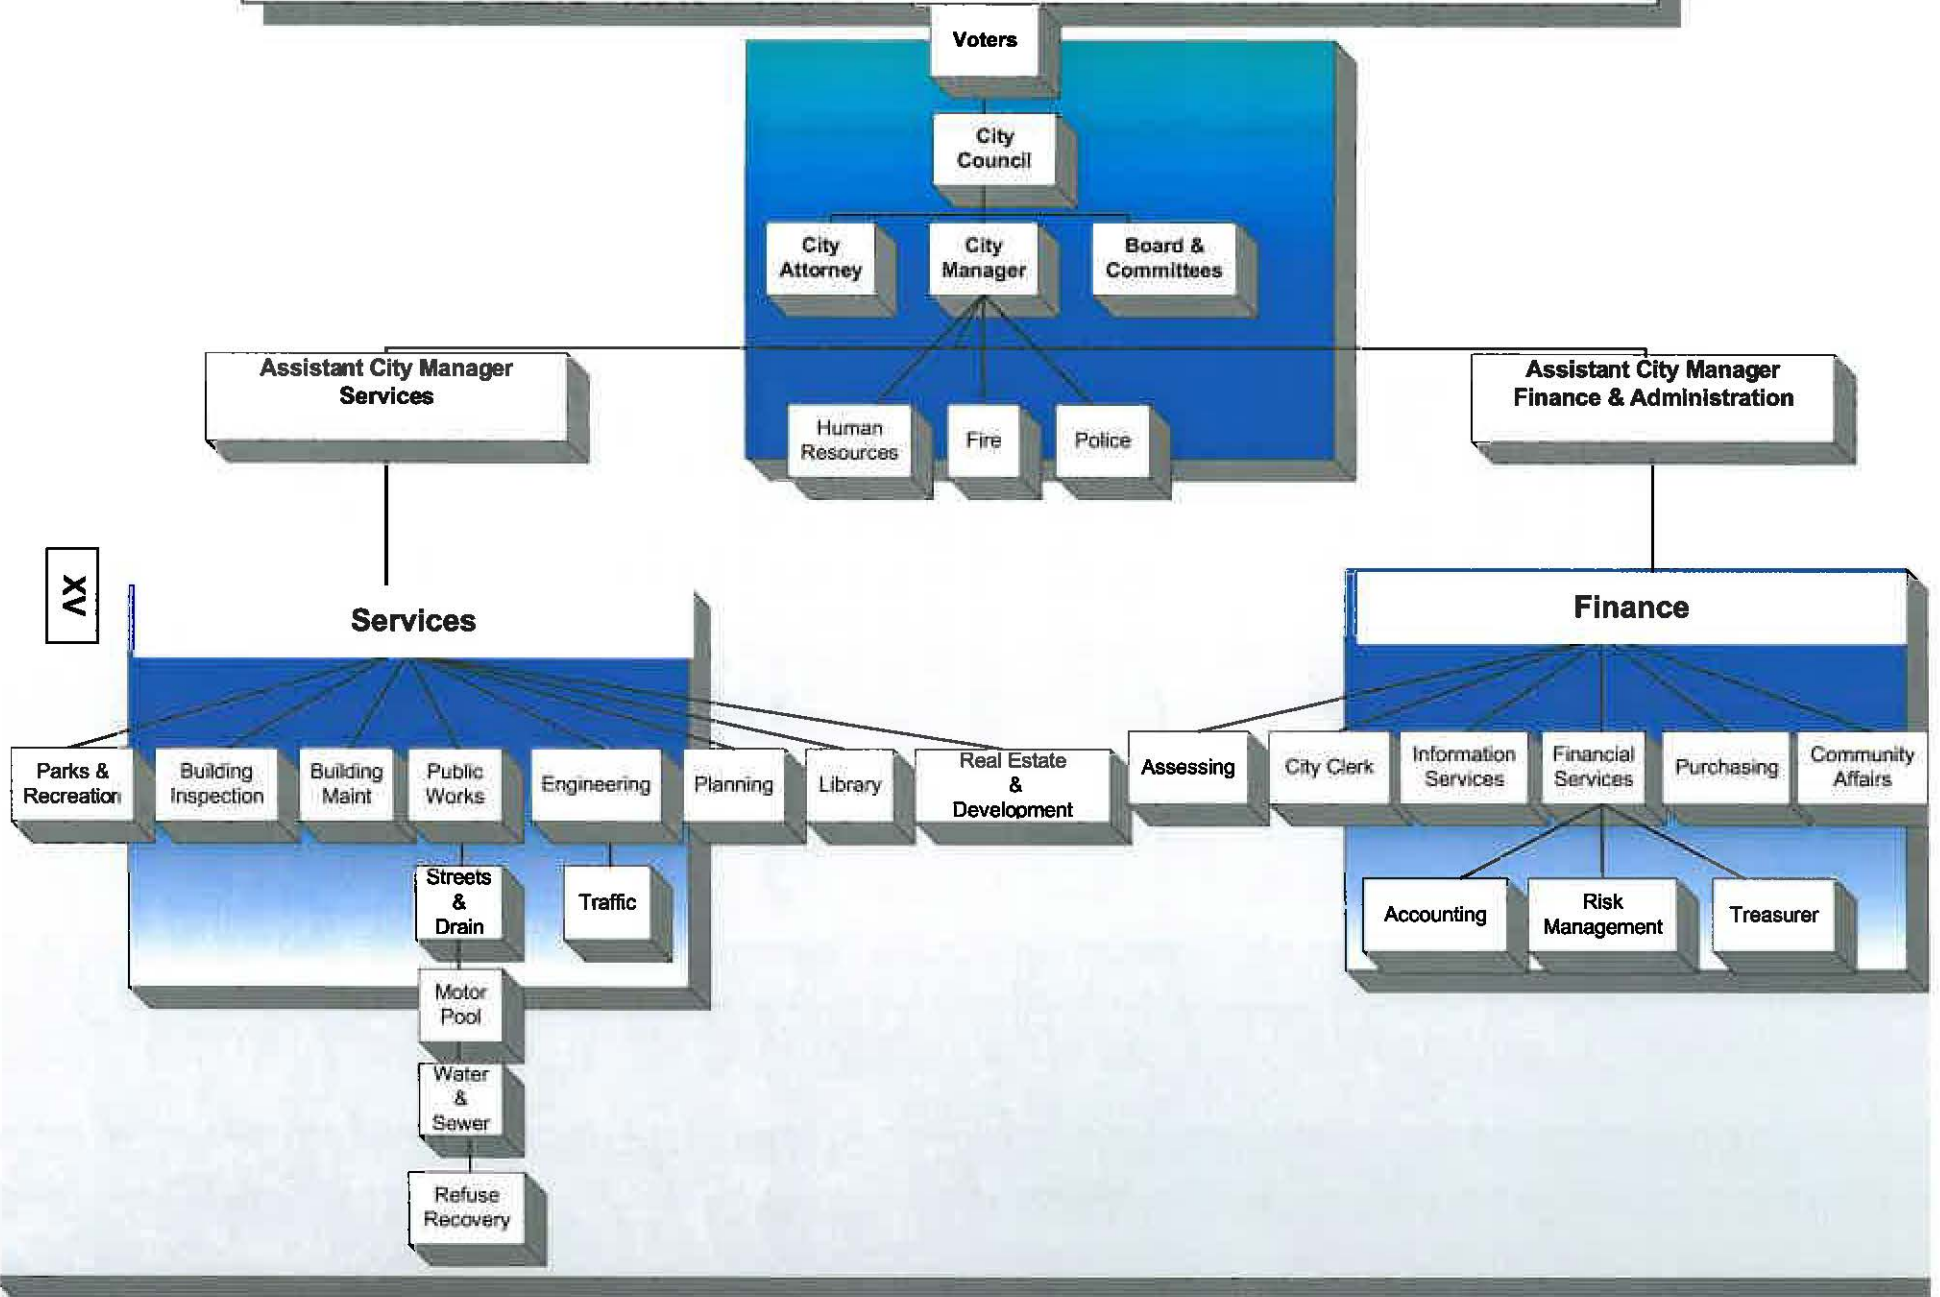 Voters
City
Council
City
Attorney
City
Manager
Board &
Committees
Assistant City Manager
Services
Assistant City Manager
Finance & Administration
Human
Resources
Fire
Police
XV
Services
Finance
Parks &
Recreation
Building
Inspection
Building
Maint
Public
Works
Engineering
Planning
Library
Real Estate
&
Development
Assessing
City Clerk
Information
Services
Financial
Services
Purchasing
Community
Affairs
Streets
&
Drain
Traffic
Accounting
Risk
Management
Treasurer
Motor
Pool
Water
&
Sewer
Refuse
Recovery